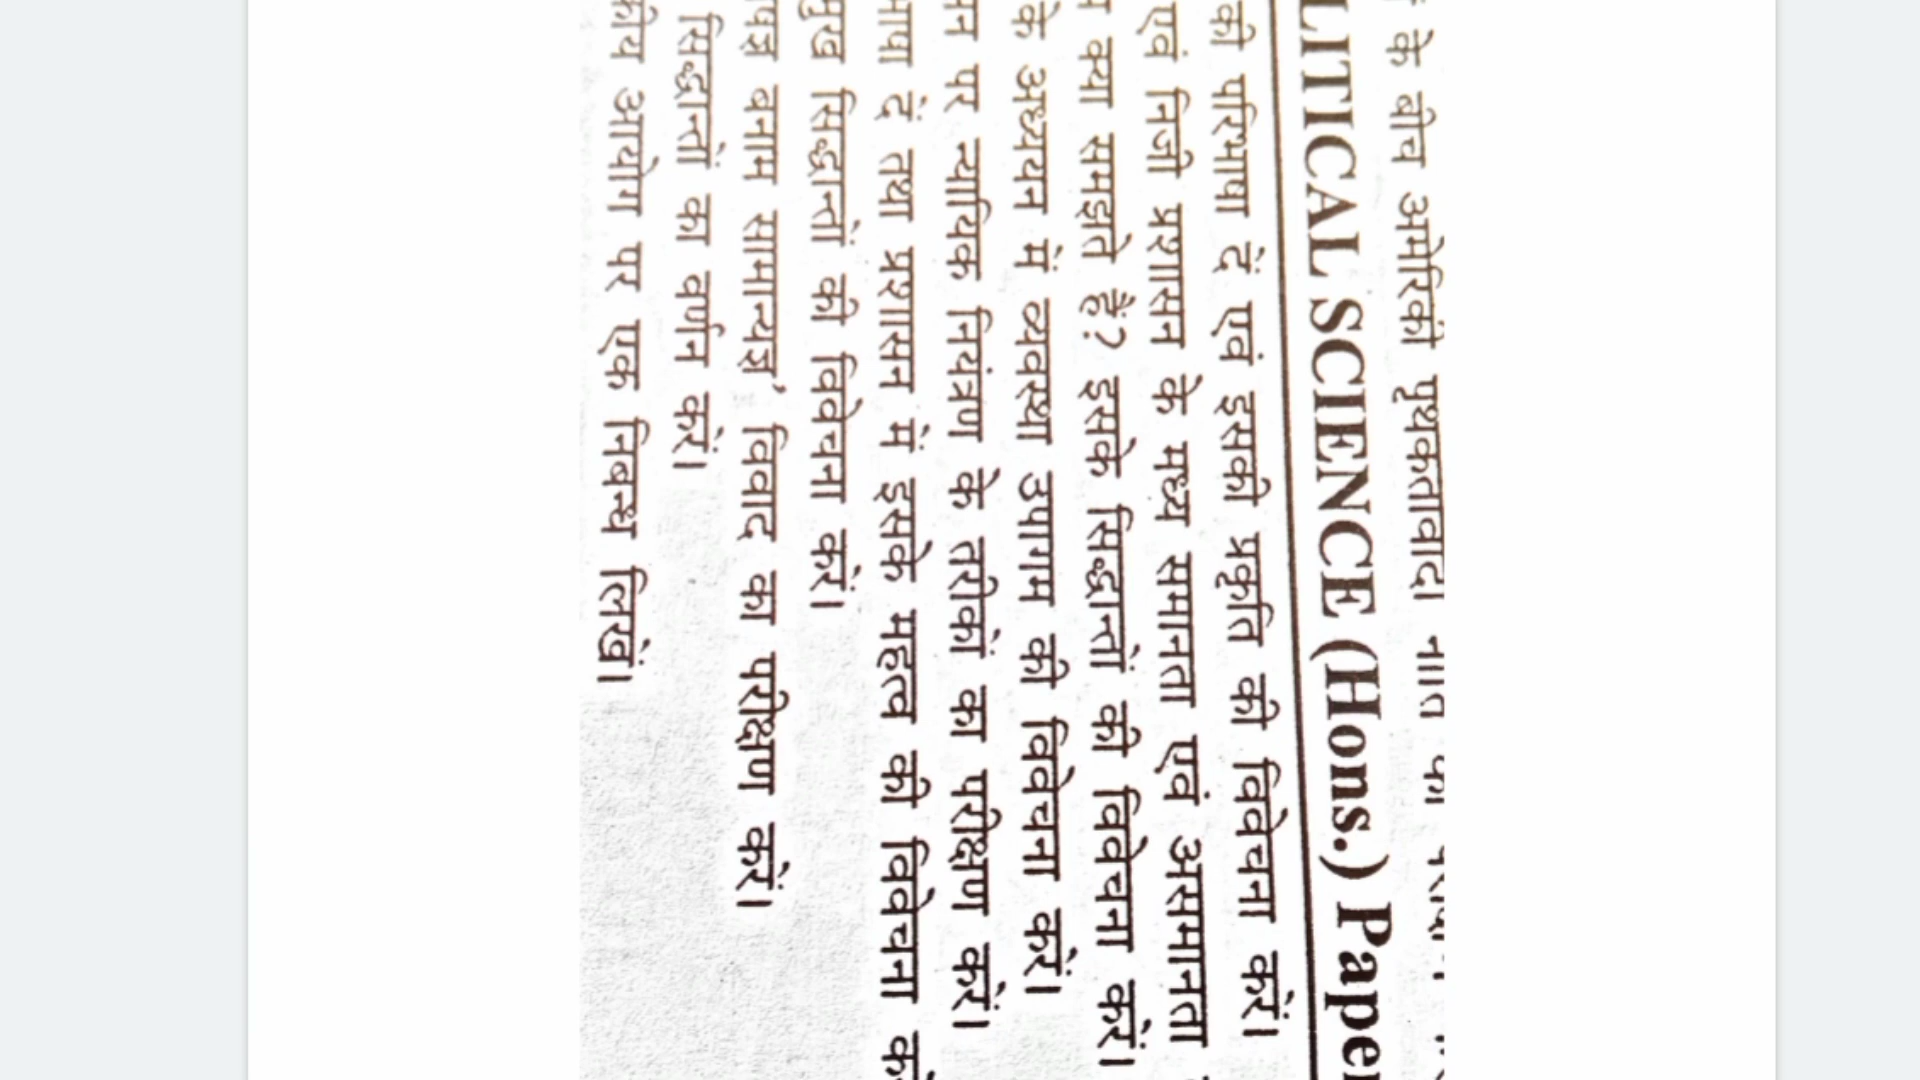 के बीच अमेरिकी पृथकतावादी
LITICAL SCIENCE (Hons.) Paper
की परिभाषा दें एवं इसकी प्रकृति की विवेचना करें।
एवं निजी प्रशासन के मध्य समानता एवं असमानता
क्या समझते हैं? इसके सिद्धान्तों की विवेचना करें।
के अध्ययन में व्यवस्था उपागम की विवेचना करें।
पर न्यायिक नियंत्रण के तरीकों का परीक्षण करें।
दें तथा प्रशासन में इसके महत्व की विवेचना
सिद्धान्तों की विवेचना करें।
बनाम सामान्यज्ञ’ विवाद का परीक्षण करें।
सिद्धान्तों का वर्णन करें।
आयोग पर एक निबन्ध लिखें।